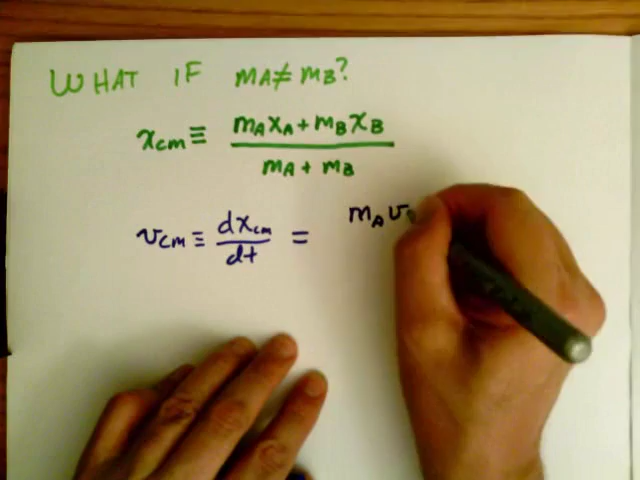 WHAT IF mA≠mB?
xcm ≡ mAxA+mBxB
mA+mB
vcm ≡ dxcm/dt = mAv